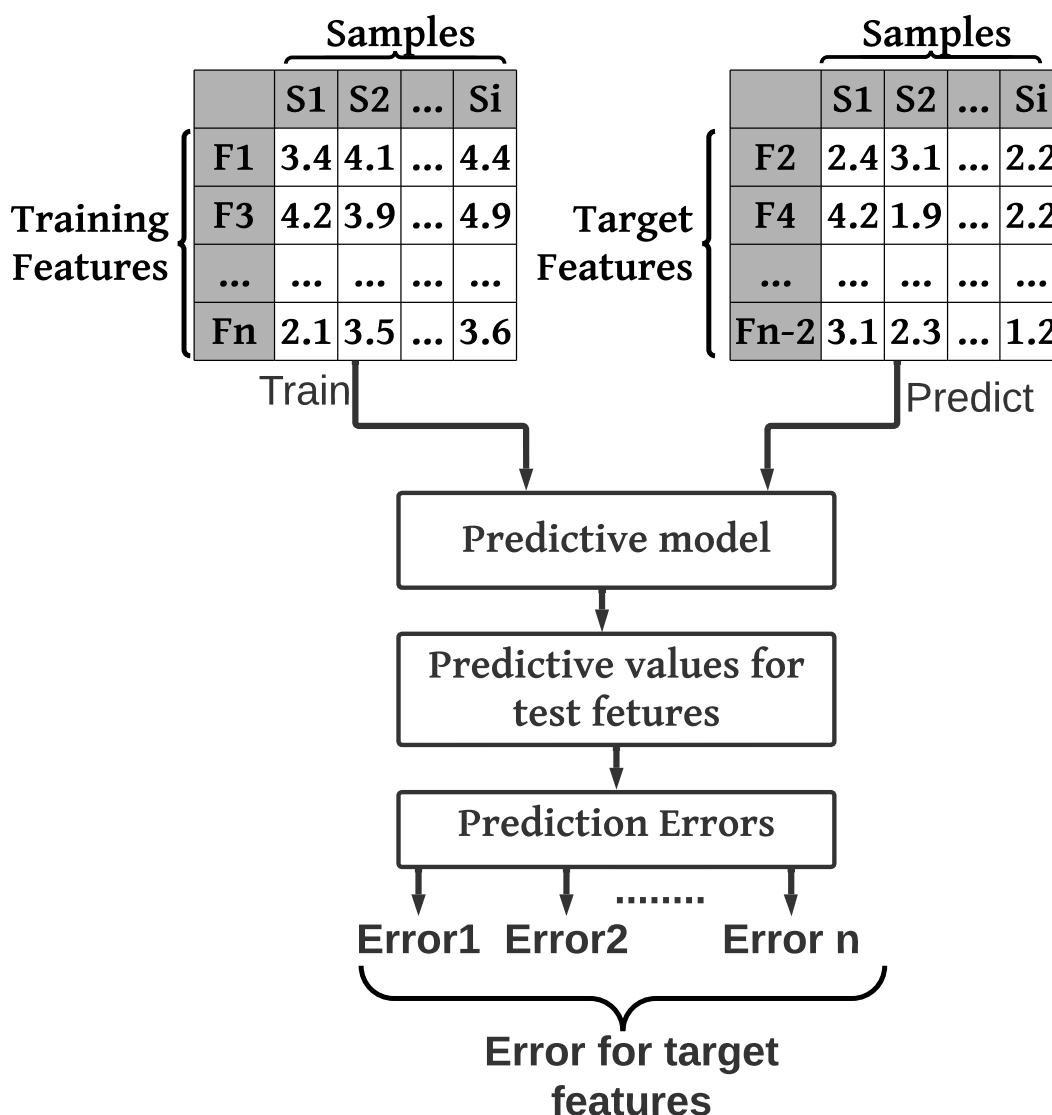 Samples
S1 S2 ... Si
Training
Features
F1 3.4 4.1 ... 4.4
F3 4.2 3.9 ... 4.9
... ... ... ... ...
Fn 2.1 3.5 ... 3.6
Train
Samples
S1 S2 ... Si
Target
Features
F2 2.4 3.1 ... 2.2
F4 4.2 1.9 ... 2.2
... ... ... ... ...
Fn-2 3.1 2.3 ... 1.2
Predict
Predictive model
Predictive values for
test fetures
Prediction Errors
Error1 Error2 ......... Error n
Error for target
features